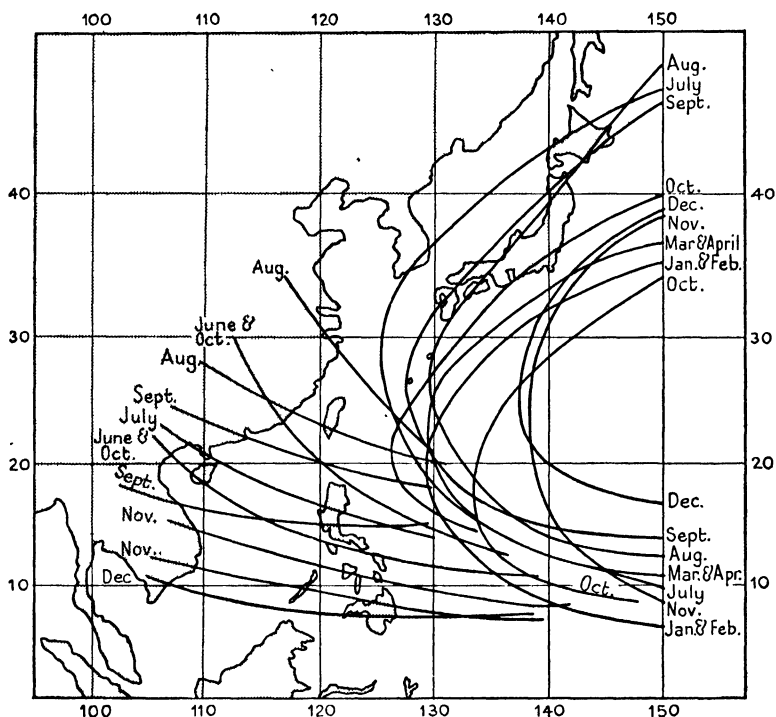 100 110 120 130 140 150
Aug.
July
Sept.
40
Oct.
40
Dec.
Nov.
Mar & April
Jan. & Feb.
Oct.
Aug.
June &
Oct.
30
30
Aug.
Sept.
July
June &
Oct.
20
20
Sept.
Dec.
Nov.
Sept.
Aug.
Nov..
Mar. & Apr.
Dec
10
Oct.
10
July
Nov.
Jan. & Feb.
100 110 120 130 140 150